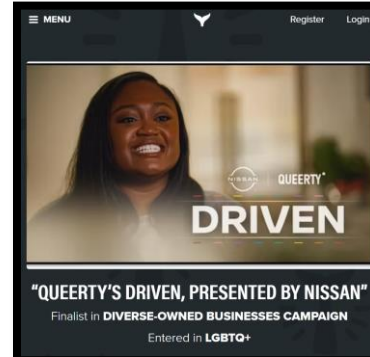 MENU
Register Login
NISSAN | QUEERTY*
DRIVEN
"QUEERTY'S DRIVEN, PRESENTED BY NISSAN"
Finalist in DIVERSE-OWNED BUSINESSES CAMPAIGN
Entered in LGBTQ+